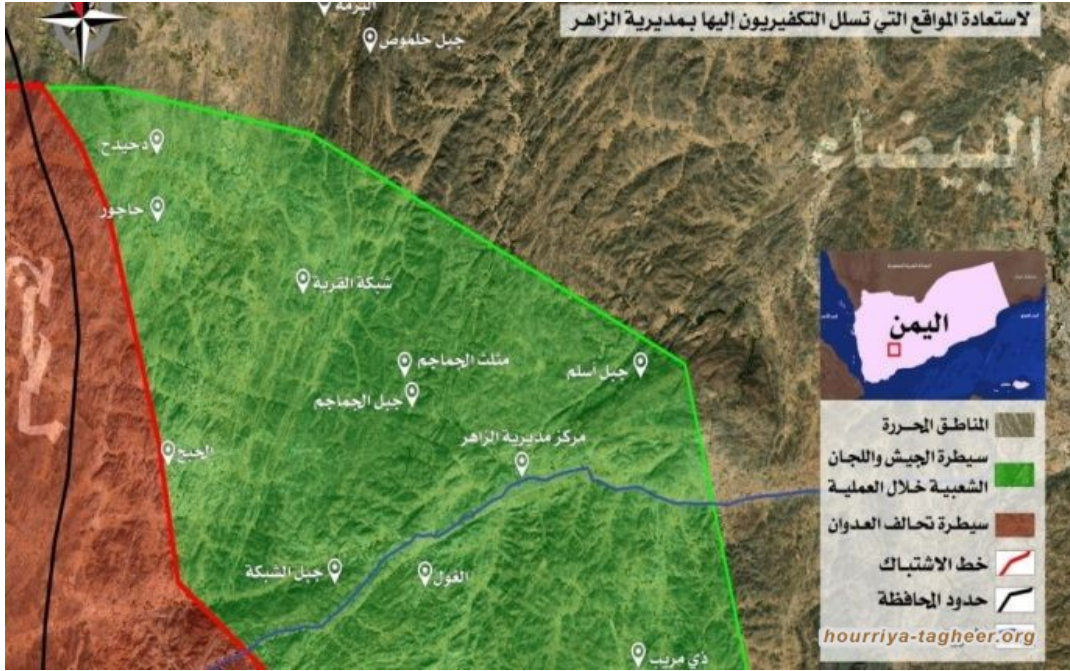 لاستعادة المواقع التي تسلل التكفيريون إليها بمديرية الزاهر
جبل حلموص
البيضاء
دحيدح
حاجور
شبكة القرية
لحج
مثلث الجماجم
جبل أسلم
جبل الجماجم
مركز مديرية الزاهر
الحبج
جبل الشبكة
الغول
ذي مريب
اليمن
المناطق المحررة
سيطرة الجيش واللجان
الشعبية خلال العملية
سيطرة تحالف العدوان
خط الاشتباك
حدود المحافظة
hourriya-tagheer.org